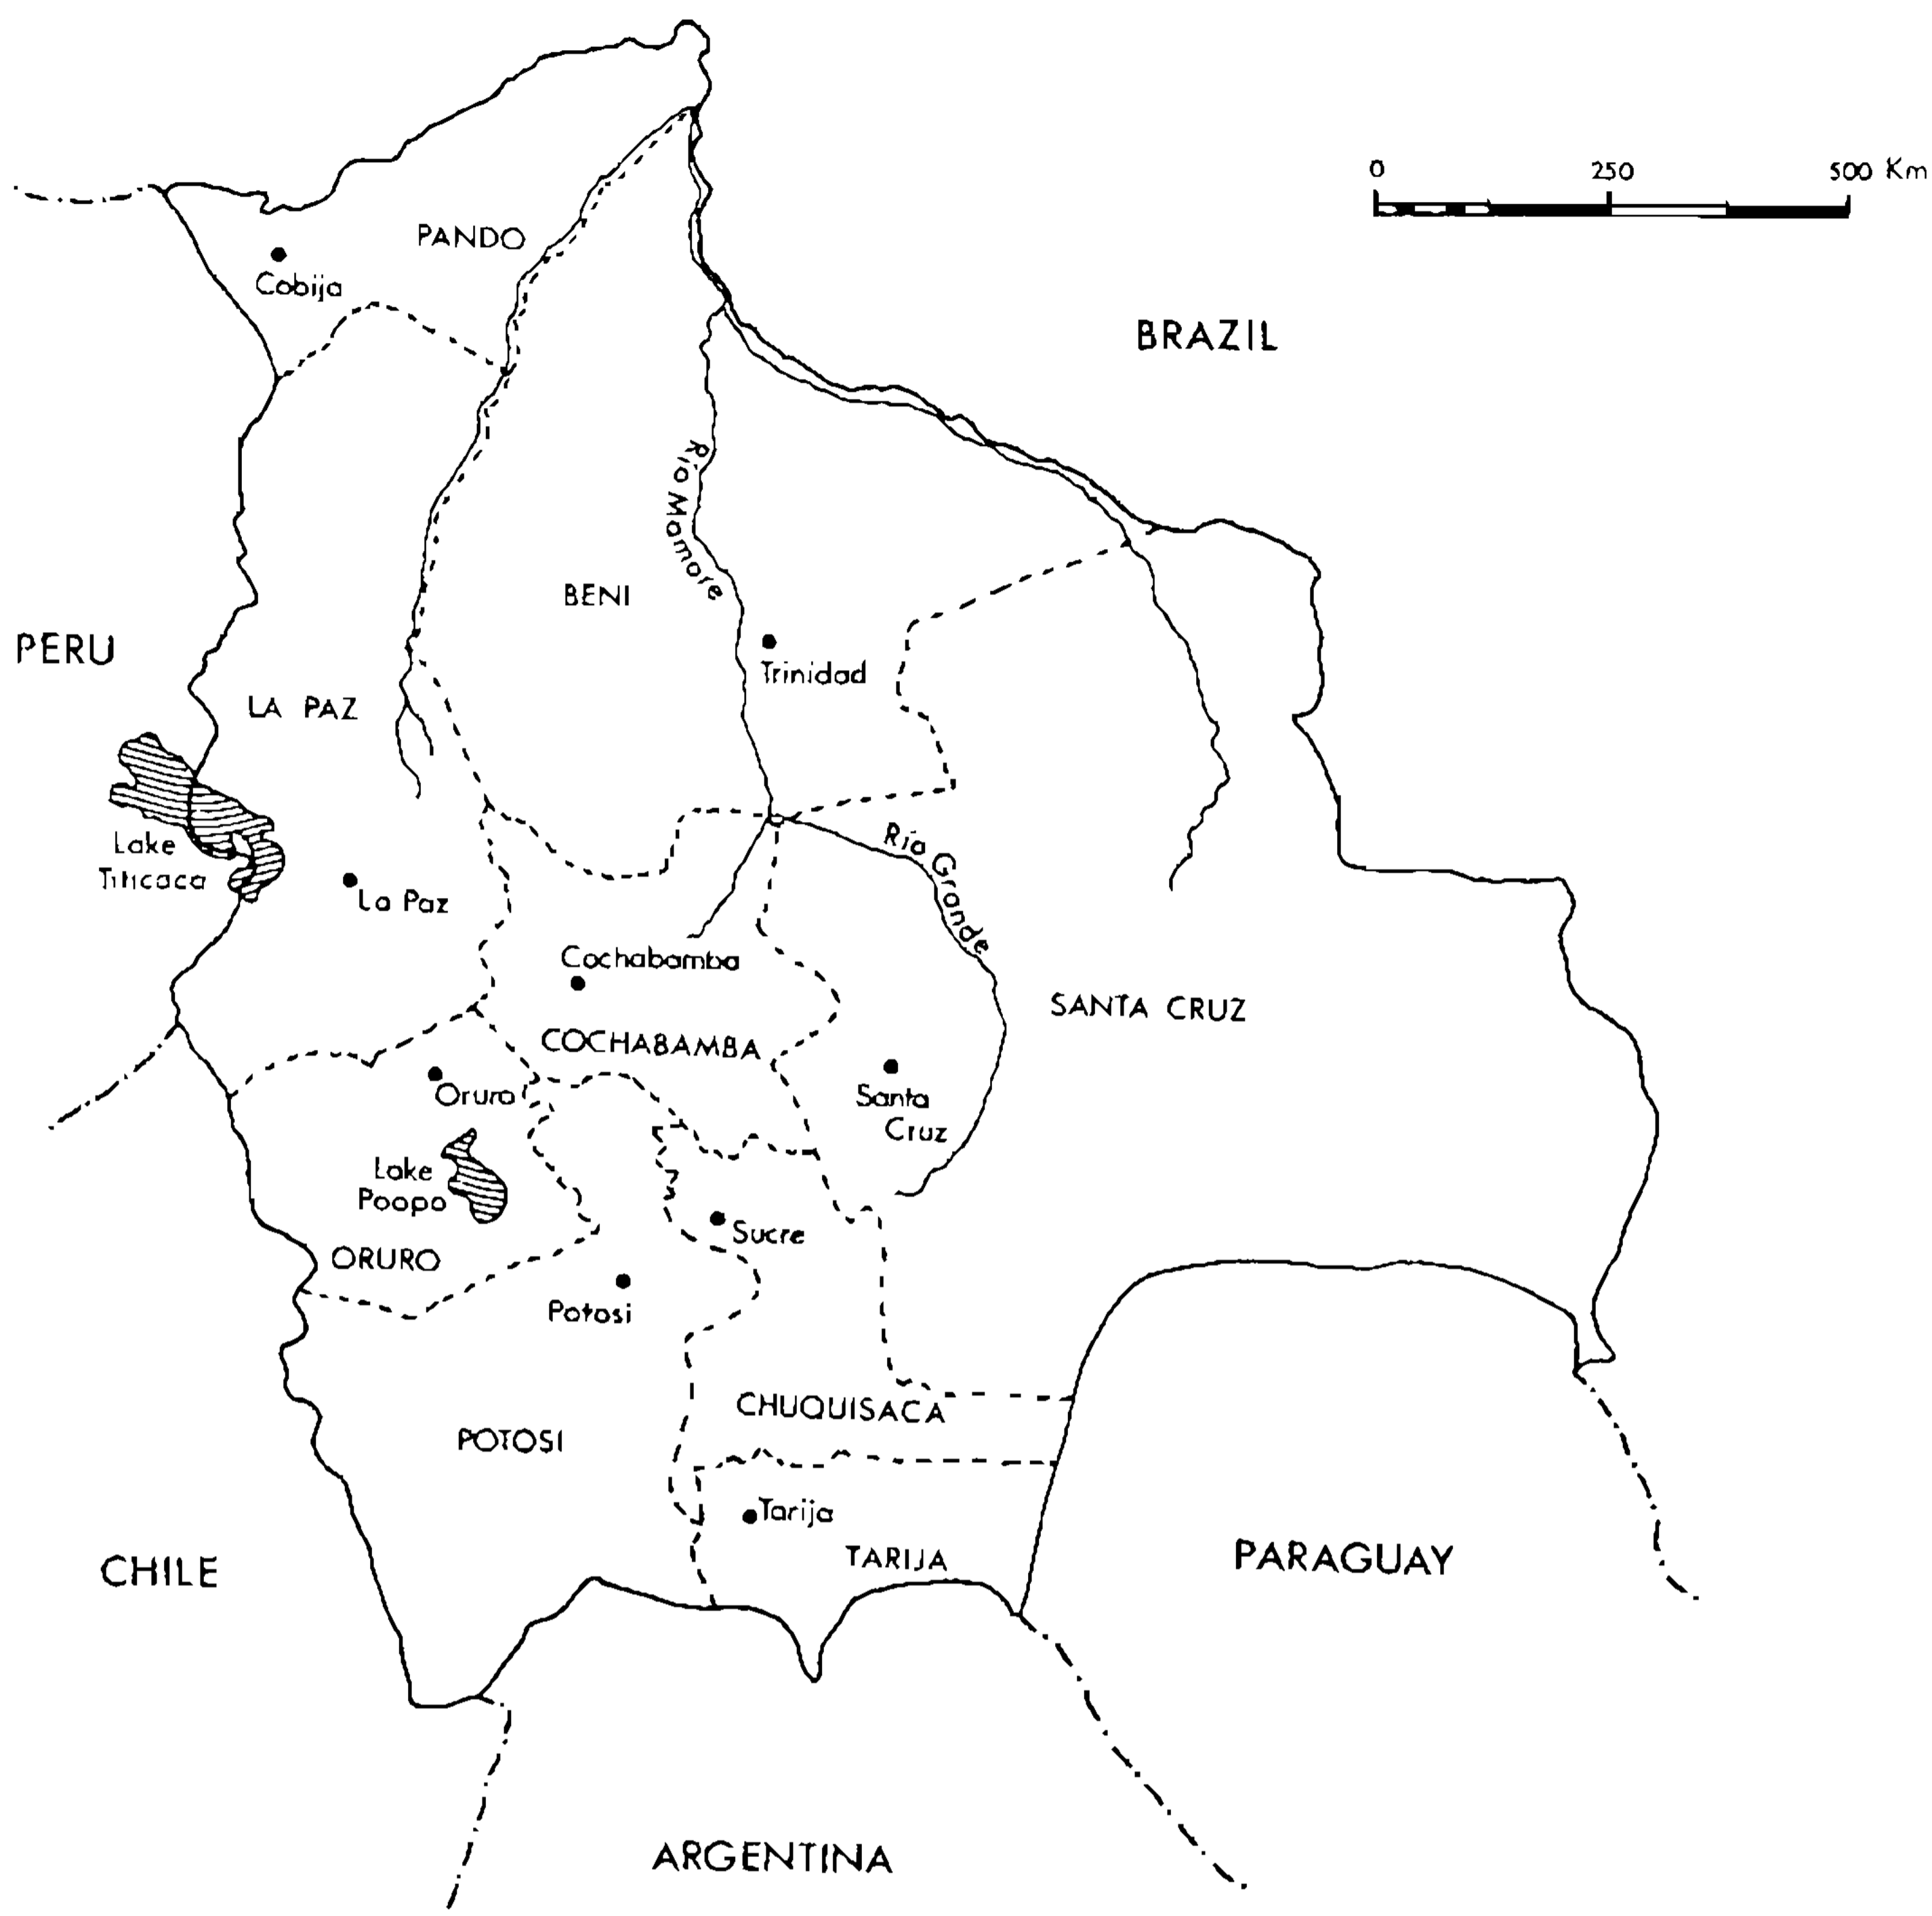 0 250 500 Km
PANDO
Cobija
BRAZIL
Río Mamoré
BENI
PERU
Trinidad
LA PAZ
Lake
Titicaca
La Paz
Río Grande
Cochabamba
SANTA CRUZ
COCHABAMBA
Oruro
Santa
Cruz
Lake
Poopo
Sucre
ORURO
Potosi
CHUQUISACA
POTOSI
Tarija
TARIJA
PARAGUAY
CHILE
ARGENTINA